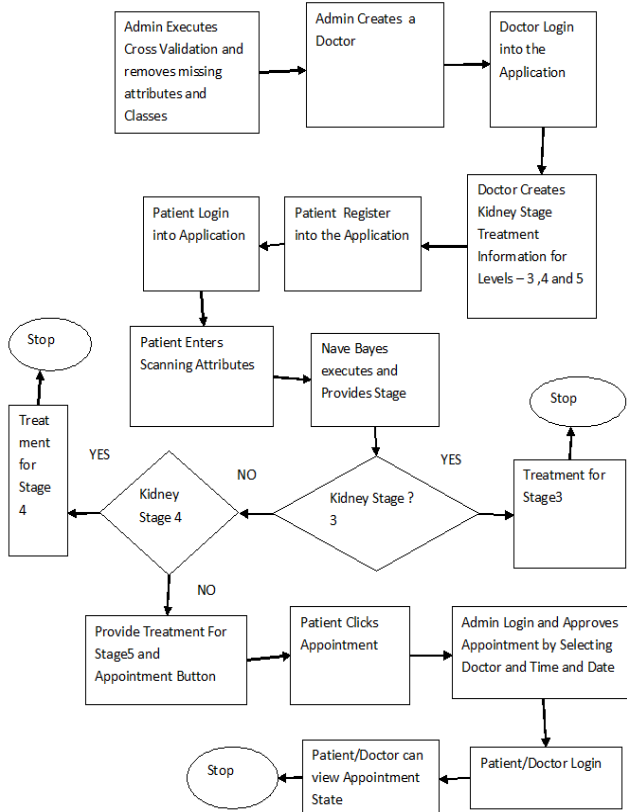 Admin Executes
Cross Validation and
removes missing
attributes and
Classes
Admin Creates a
Doctor
Doctor Login
into the
Application
Doctor Creates
Kidney Stage
Treatment
Information for
Levels – 3 ,4 and 5
Patient Register
into the Application
Patient Login
into Application
Patient Enters
Scanning Attributes
Nave Bayes
executes and
Provides Stage
Kidney Stage ?
3
YES
Treatment for
Stage3
Stop
NO
Kidney
Stage 4
YES
Treat
ment
for
Stage
4
Stop
NO
Provide Treatment For
Stage5 and
Appointment Button
Patient Clicks
Appointment
Admin Login and Approves
Appointment by Selecting
Doctor and Time and Date
Patient/Doctor Login
Patient/Doctor can
view Appointment
State
Stop